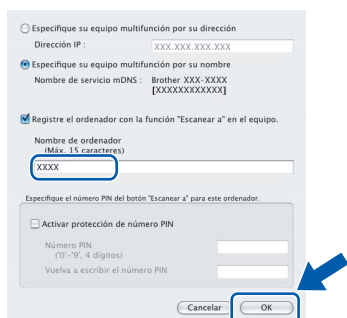 Especifique su equipo multifunción por su dirección
Dirección IP :
XXX.XXX.XXX.XXX
Especifique su equipo multifunción por su nombre
Nombre de servicio mDNS : Brother XXX-XXXX
[XXXXXXXXXXXX]
Registre el ordenador con la función "Escanear a" en el equipo.
Nombre de ordenador
(Máx. 15 caracteres)
XXXX
Especifique el número PIN del botón "Escanear a" para este ordenador.
Activar protección de número PIN
Número PIN
('0'-'9', 4 dígitos)
Vuelva a escribir el número PIN
Cancelar OK